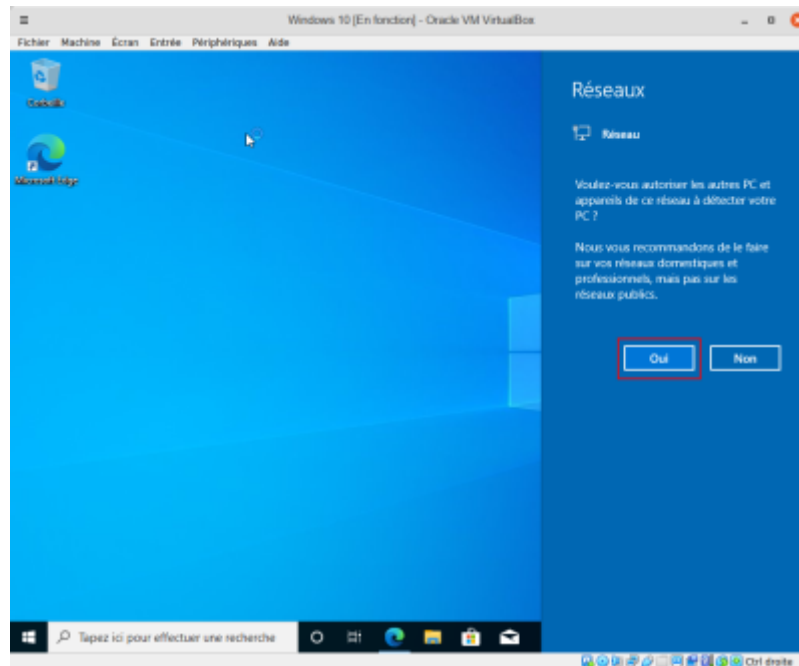 Windows 10 [En fonction] - Oracle VM VirtualBox
Fichier Machine Écran Entrée Périphériques Aide
Corbeille
Microsoft Edge
Réseaux
Réseau
Voulez-vous autoriser les autres PC et
appareils de ce réseau à détecter votre
PC ?
Nous vous recommandons de le faire
sur vos réseaux domestiques et
professionnels, mais pas sur les
réseaux publics.
Oui Non
Tapez ici pour effectuer une recherche
Ctrl droite